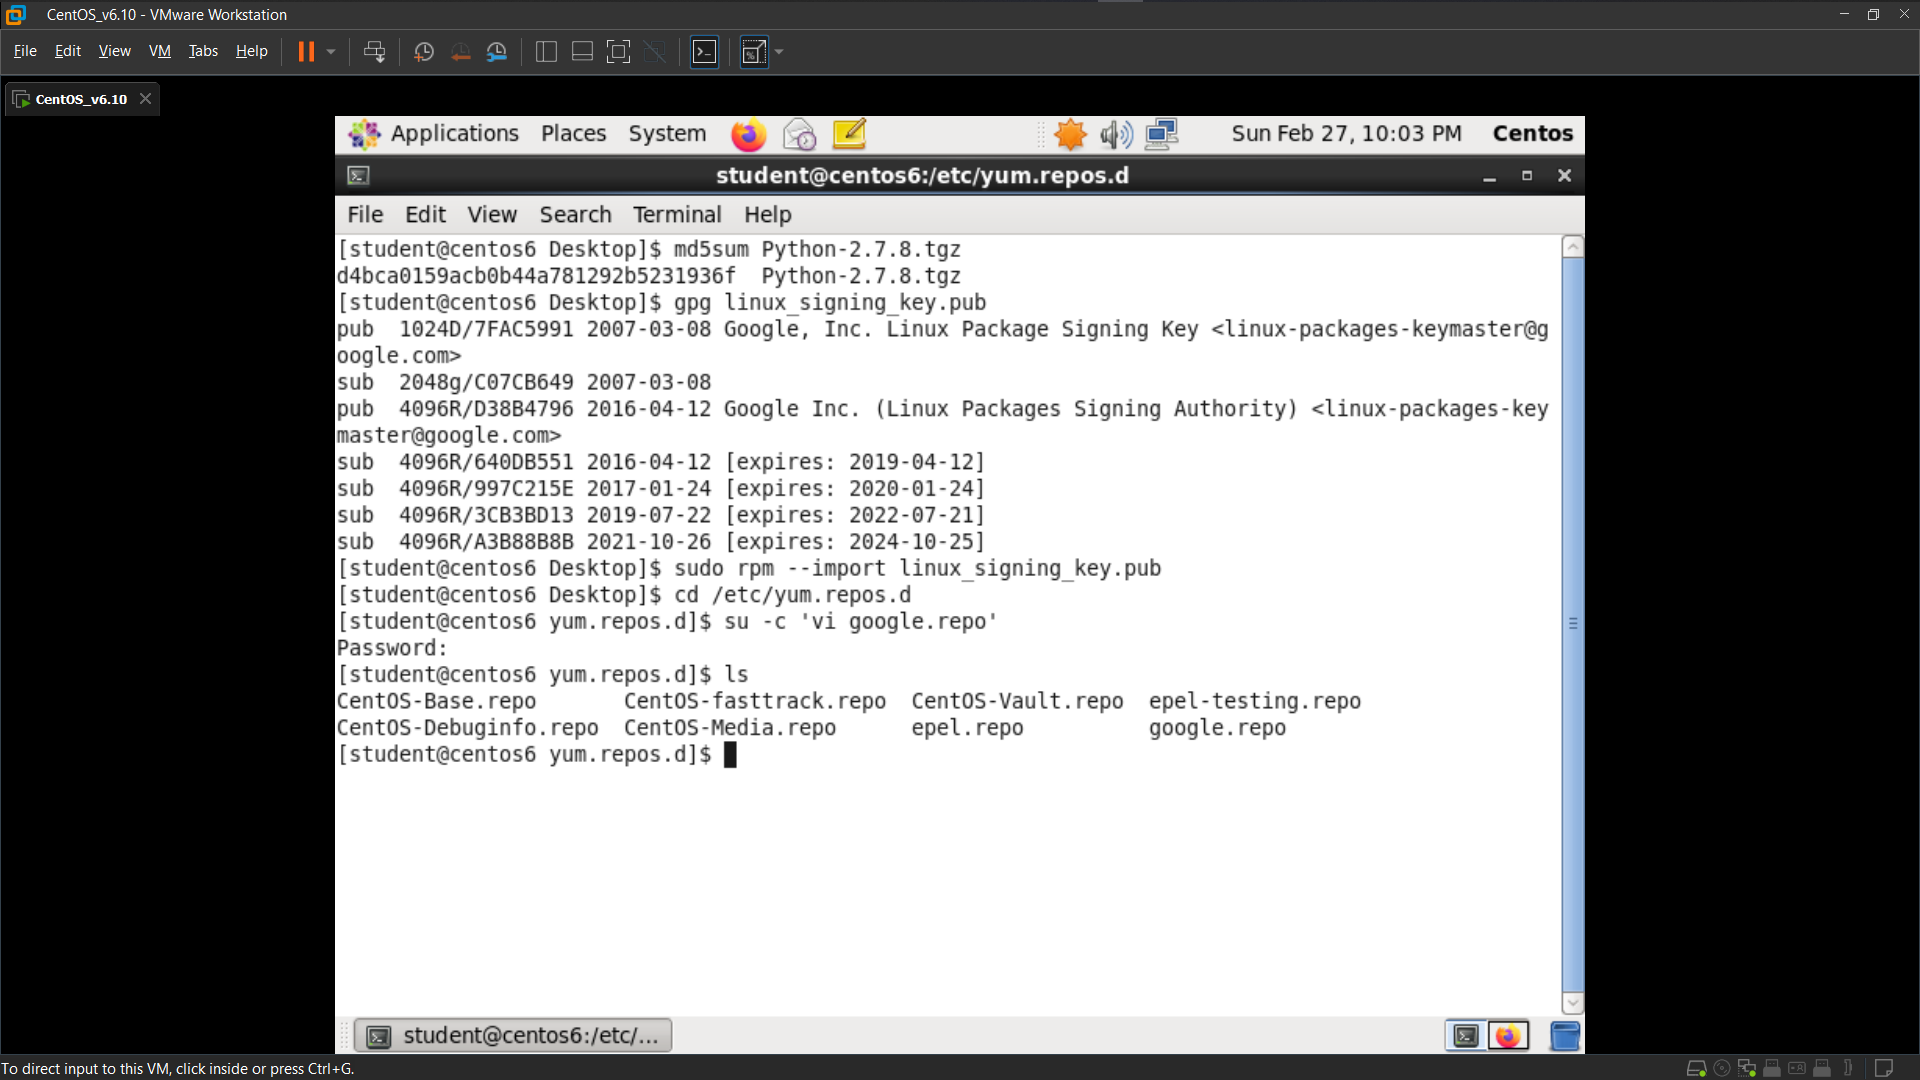 CentOS_v6.10 - VMware Workstation
File Edit View VM Tabs Help
CentOS_v6.10
Applications Places System Sun Feb 27, 10:03 PM Centos
student@centos6:/etc/yum.repos.d
File Edit View Search Terminal Help
[student@centos6 Desktop]$ md5sum Python-2.7.8.tgz
d4bca0159acb0b44a781292b5231936f  Python-2.7.8.tgz
[student@centos6 Desktop]$ gpg linux_signing_key.pub
pub  1024D/7FAC5991 2007-03-08 Google, Inc. Linux Package Signing Key <linux-packages-keymaster@g
oogle.com>
sub  2048g/C07CB649 2007-03-08
pub  4096R/D38B4796 2016-04-12 Google Inc. (Linux Packages Signing Authority) <linux-packages-key
master@google.com>
sub  4096R/640DB551 2016-04-12 [expires: 2019-04-12]
sub  4096R/997C215E 2017-01-24 [expires: 2020-01-24]
sub  4096R/3CB3BD13 2019-07-22 [expires: 2022-07-21]
sub  4096R/A3B88B8B 2021-10-26 [expires: 2024-10-25]
[student@centos6 Desktop]$ sudo rpm --import linux_signing_key.pub
[student@centos6 Desktop]$ cd /etc/yum.repos.d
[student@centos6 yum.repos.d]$ su -c 'vi google.repo'
Password:
[student@centos6 yum.repos.d]$ ls
CentOS-Base.repo       CentOS-fasttrack.repo  CentOS-Vault.repo  epel-testing.repo
CentOS-Debuginfo.repo  CentOS-Media.repo      epel.repo          google.repo
[student@centos6 yum.repos.d]$
student@centos6:/etc/...
To direct input to this VM, click inside or press Ctrl+G.